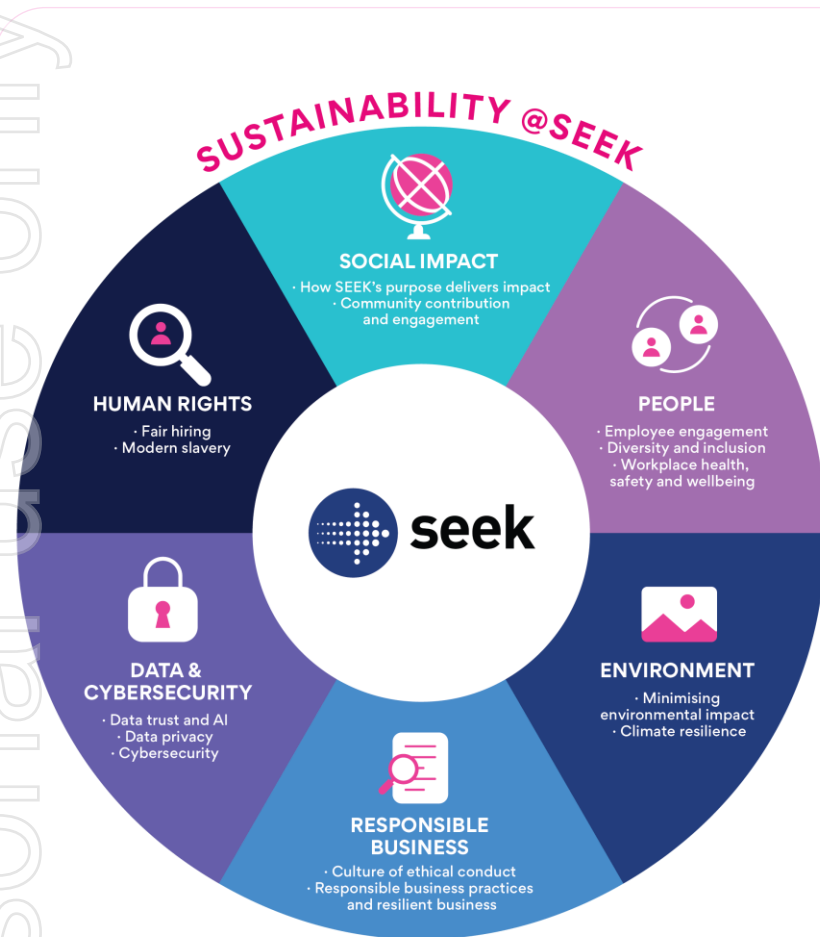 SUSTAINABILITY @SEEK
SOCIAL IMPACT
· How SEEK's purpose delivers impact
· Community contribution
and engagement
PEOPLE
· Employee engagement
· Diversity and inclusion
· Workplace health,
safety and wellbeing
ENVIRONMENT
· Minimising
environmental impact
· Climate resilience
RESPONSIBLE
BUSINESS
· Culture of ethical conduct
· Responsible business practices
and resilient business
DATA &
CYBERSECURITY
· Data trust and AI
· Data privacy
· Cybersecurity
HUMAN RIGHTS
· Fair hiring
· Modern slavery
seek